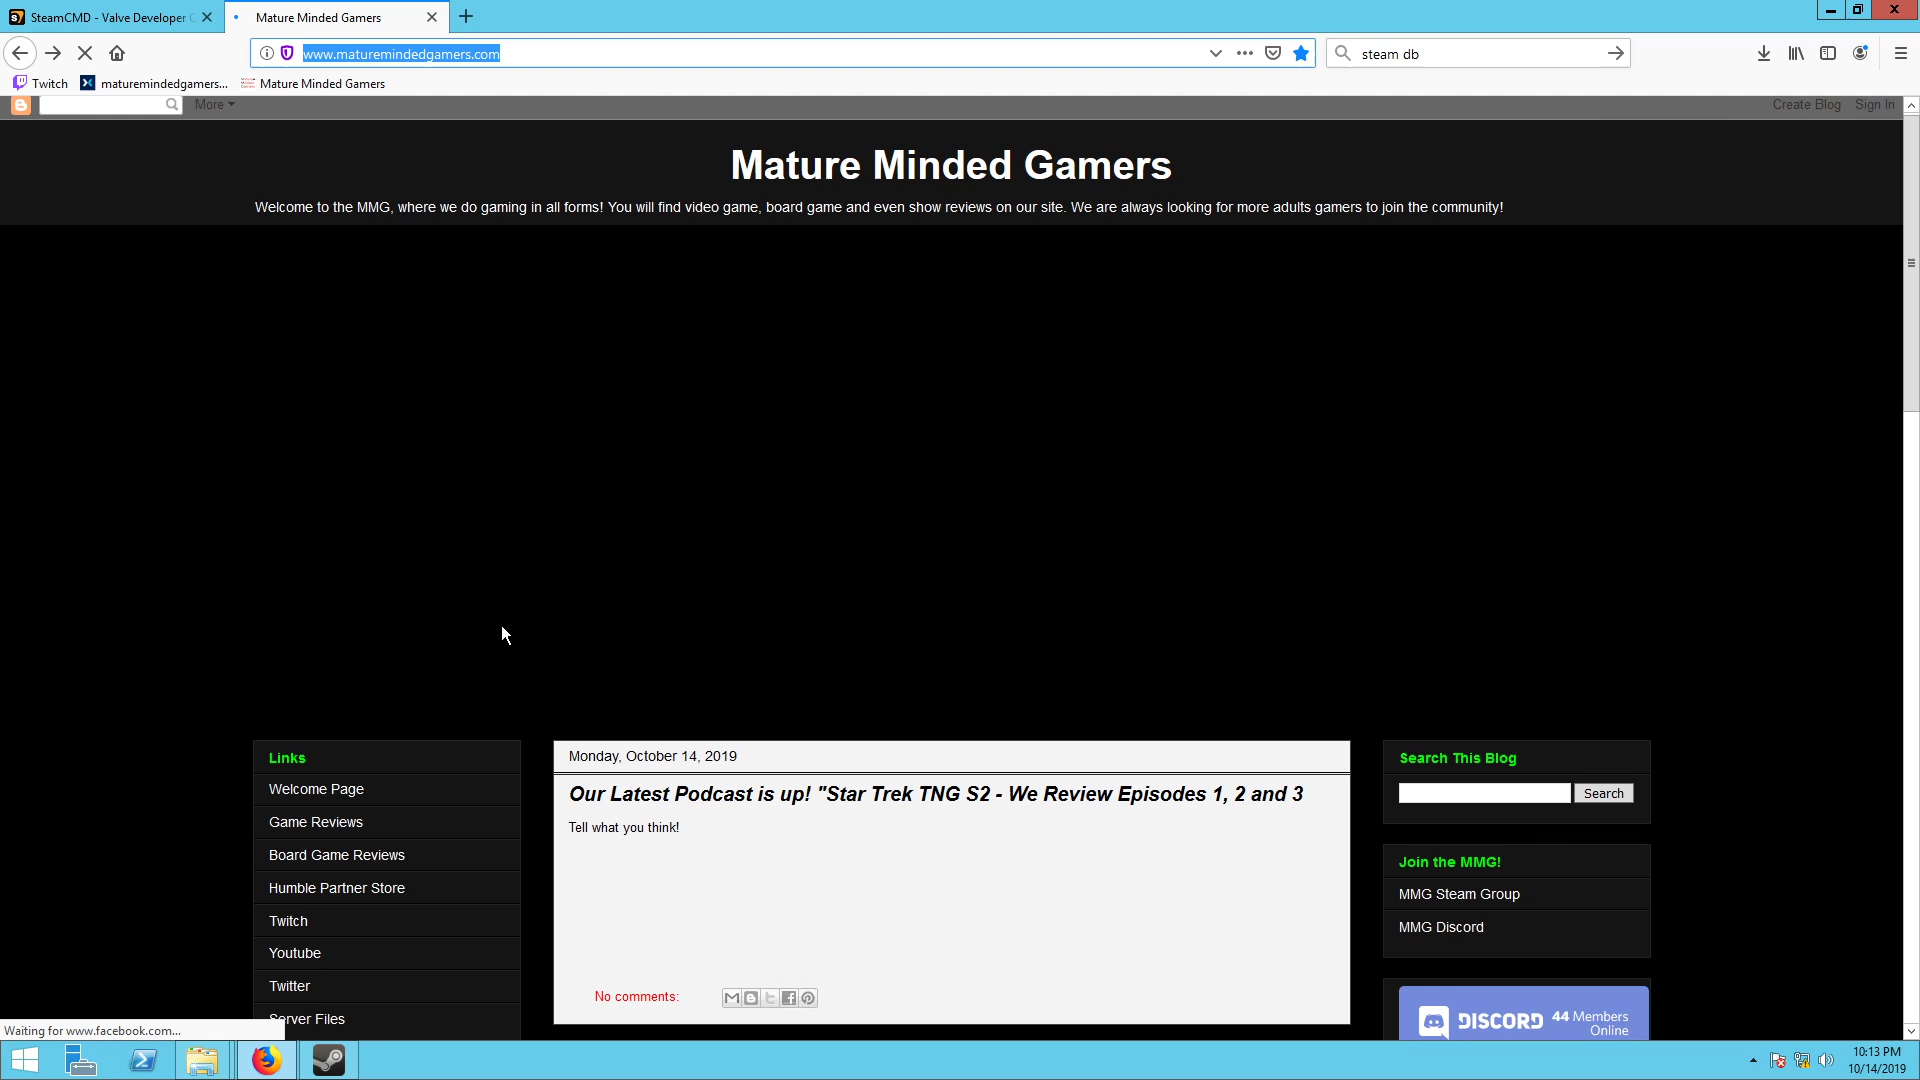 SteamCMD - Valve Developer C
Mature Minded Gamers
www.maturemindedgamers.com
steam db
Twitch
maturemindedgamers...
Mature Minded Gamers
More
Create Blog
Sign In
Mature Minded Gamers
Welcome to the MMG, where we do gaming in all forms! You will find video game, board game and even show reviews on our site. We are always looking for more adults gamers to join the community!
Links
Welcome Page
Game Reviews
Board Game Reviews
Humble Partner Store
Twitch
Youtube
Twitter
Server Files
Monday, October 14, 2019
Our Latest Podcast is up! "Star Trek TNG S2 - We Review Episodes 1, 2 and 3
Tell what you think!
No comments:
Search This Blog
Search
Join the MMG!
MMG Steam Group
MMG Discord
DISCORD
44 Members
Online
Waiting for www.facebook.com...
10:13 PM
10/14/2019